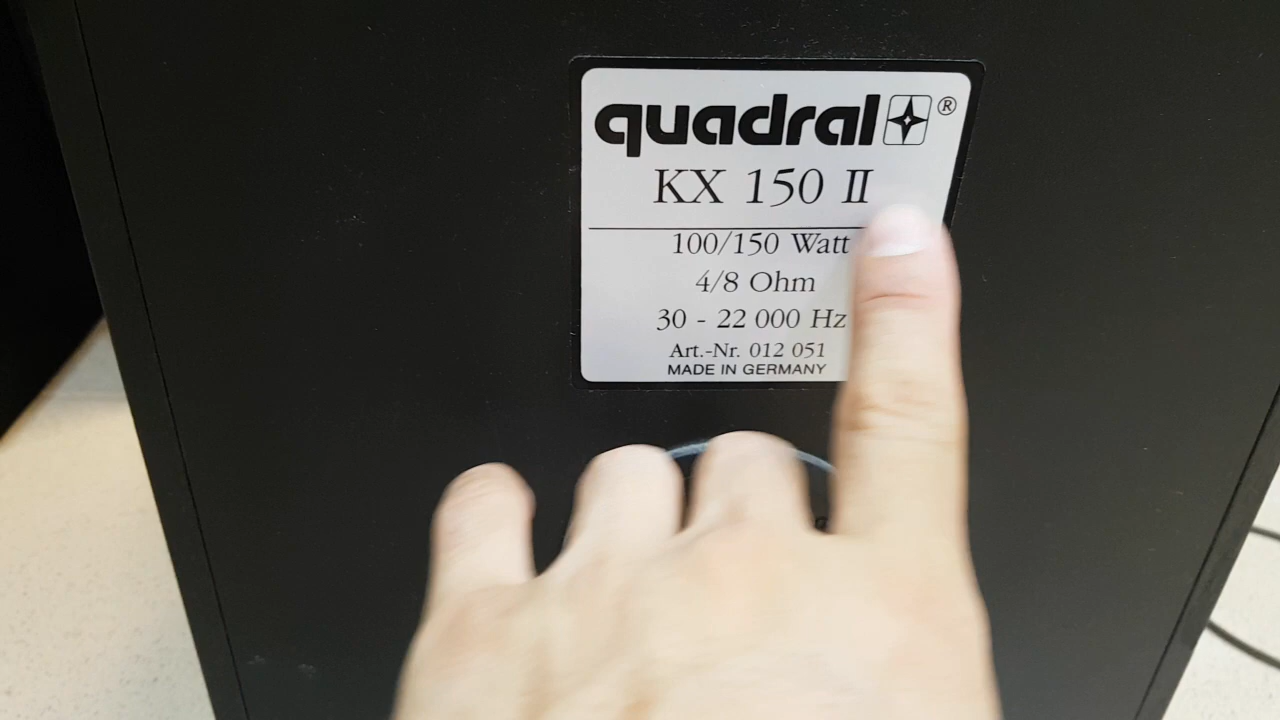 quadral ®
KX 150 II
100/150 Watt
4/8 Ohm
30 - 22 000 Hz
Art.-Nr. 012 051
MADE IN GERMANY